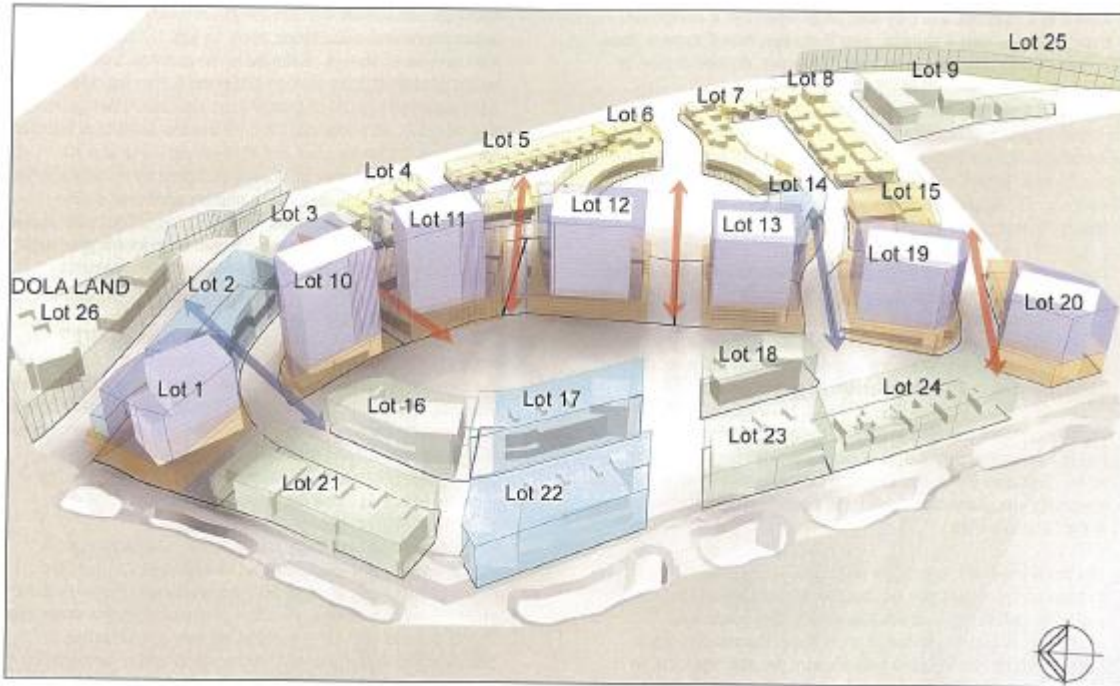 Lot 25
Lot 9
Lot 8
Lot 7
Lot 6
Lot 5
Lot 4
Lot 3
Lot 11
Lot 12
Lot 14
Lot 13
Lot 15
Lot 19
Lot 20
Lot 10
Lot 2
DOLA LAND
Lot 26
Lot 1
Lot 18
Lot 17
Lot 16
Lot 24
Lot 23
Lot 21
Lot 22